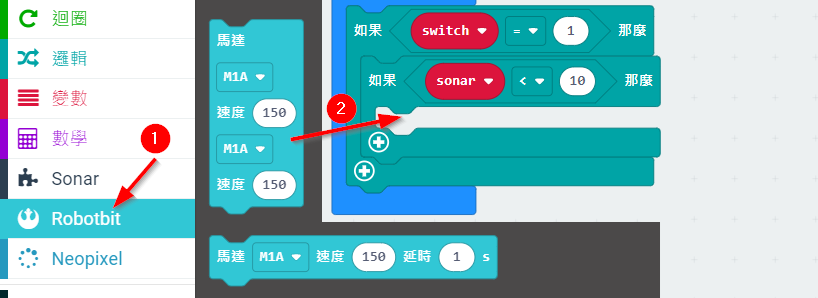 迴圈
邏輯
變數
數學
Sonar
Robotbit
Neopixel
1
馬達
M1A
速度 150
M1A
速度 150
2
如果 switch = 1 那麼
如果 sonar < 10 那麼
馬達 M1A 速度 150 延時 1 s